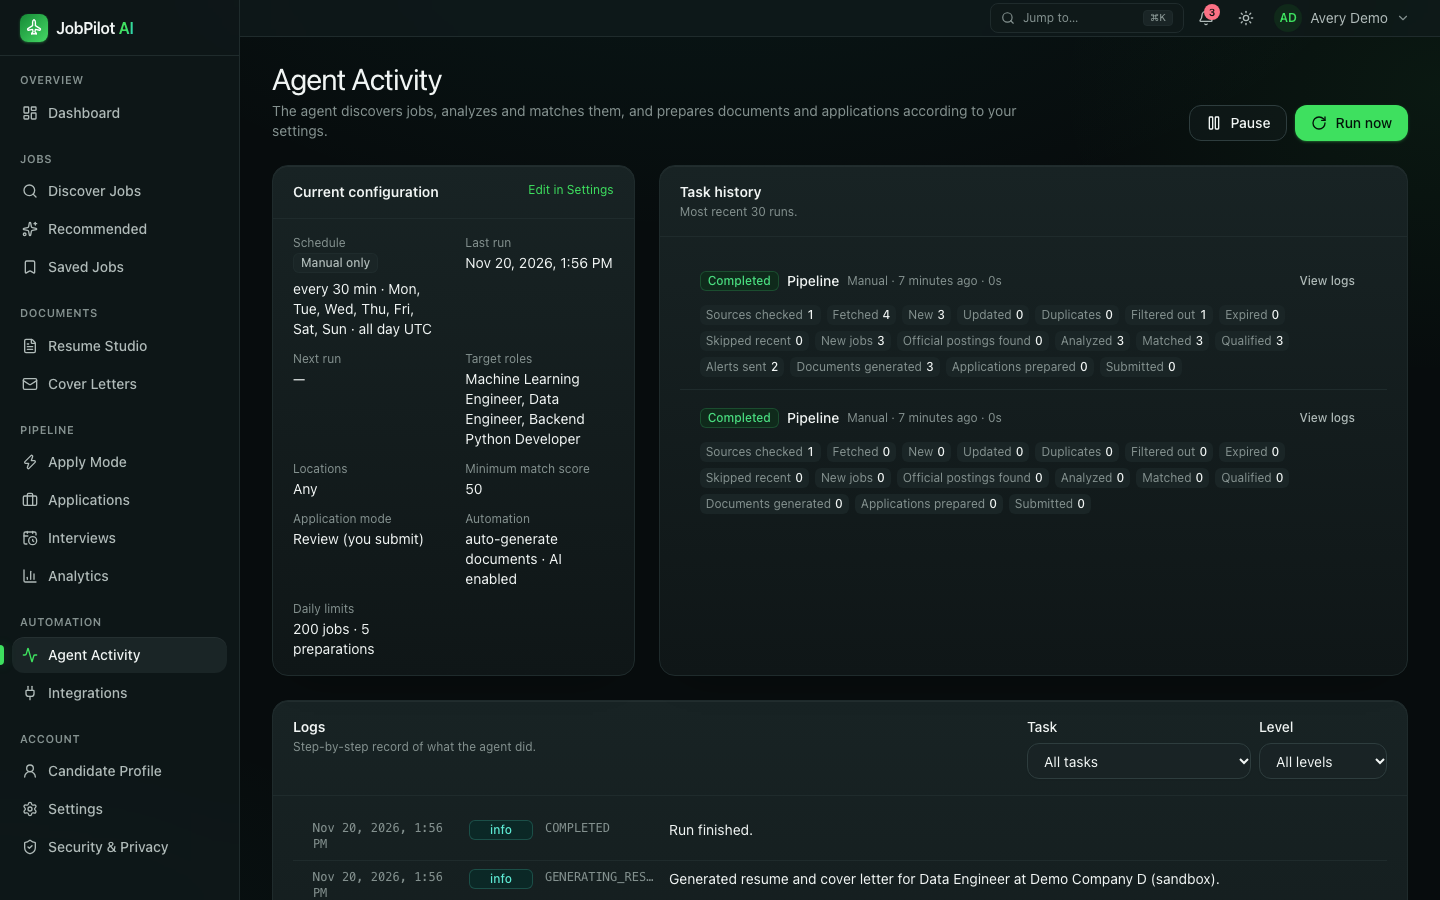 JobPilot AI
Jump to...
⌘K
3
AD
Avery Demo
OVERVIEW
Dashboard
JOBS
Discover Jobs
Recommended
Saved Jobs
DOCUMENTS
Resume Studio
Cover Letters
PIPELINE
Apply Mode
Applications
Interviews
Analytics
AUTOMATION
Agent Activity
Integrations
ACCOUNT
Candidate Profile
Settings
Security & Privacy
Agent Activity
The agent discovers jobs, analyzes and matches them, and prepares documents and applications according to your
settings.
Pause
Run now
Current configuration
Edit in Settings
Schedule
Manual only
every 30 min · Mon,
Tue, Wed, Thu, Fri,
Sat, Sun · all day UTC
Last run
Nov 20, 2026, 1:56 PM
Next run
—
Target roles
Machine Learning
Engineer, Data
Engineer, Backend
Python Developer
Locations
Any
Minimum match score
50
Application mode
Review (you submit)
Automation
auto-generate
documents · AI
enabled
Daily limits
200 jobs · 5
preparations
Task history
Most recent 30 runs.
Completed Pipeline Manual · 7 minutes ago · 0s View logs
Sources checked 1 Fetched 4 New 3 Updated 0 Duplicates 0 Filtered out 1 Expired 0
Skipped recent 0 New jobs 3 Official postings found 0 Analyzed 3 Matched 3 Qualified 3
Alerts sent 2 Documents generated 3 Applications prepared 0 Submitted 0
Completed Pipeline Manual · 7 minutes ago · 0s View logs
Sources checked 1 Fetched 0 New 0 Updated 0 Duplicates 0 Filtered out 0 Expired 0
Skipped recent 0 New jobs 0 Official postings found 0 Analyzed 0 Matched 0 Qualified 0
Documents generated 0 Applications prepared 0 Submitted 0
Logs
Step-by-step record of what the agent did.
Task
All tasks
Level
All levels
Nov 20, 2026, 1:56
PM
info
COMPLETED
Run finished.
Nov 20, 2026, 1:56
PM
info
GENERATING_RES…
Generated resume and cover letter for Data Engineer at Demo Company D (sandbox).